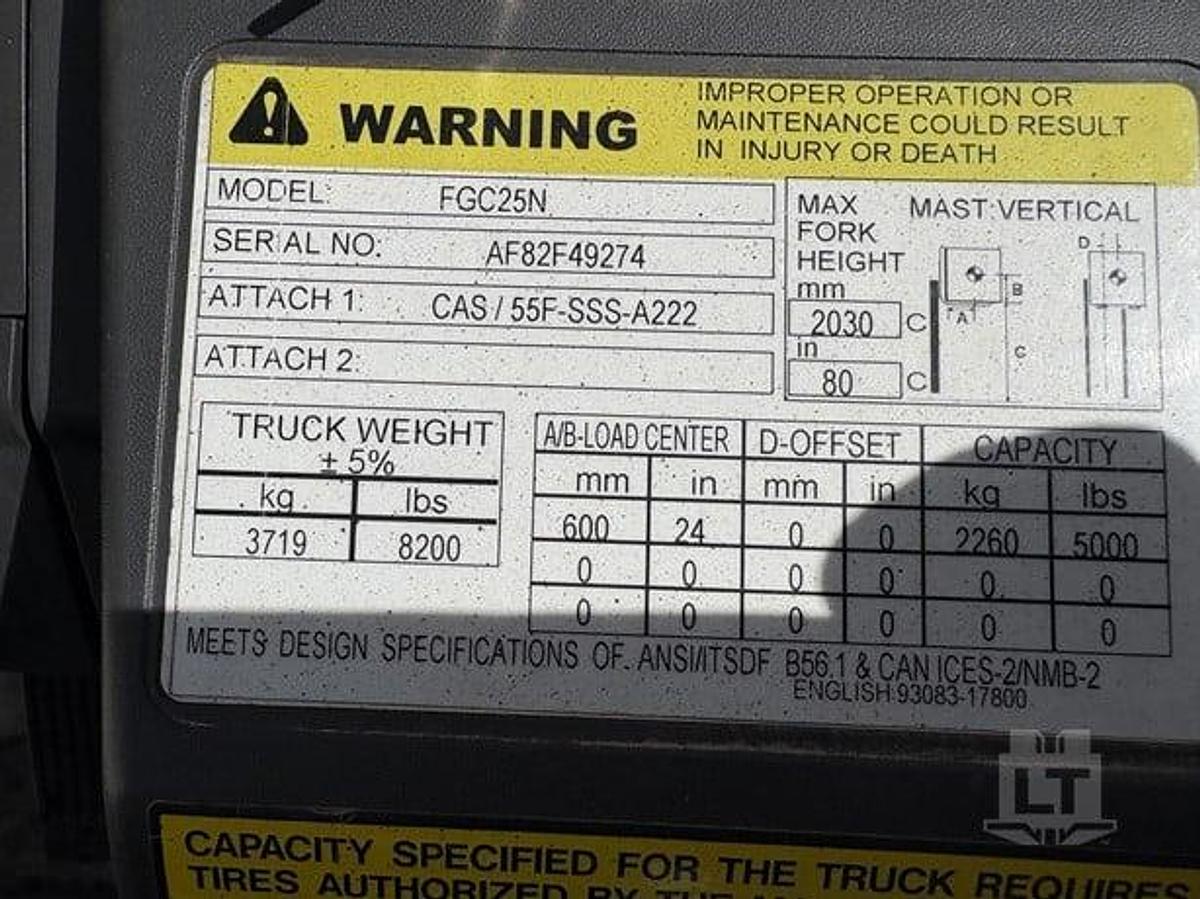 WARNING
IMPROPER OPERATION OR
MAINTENANCE COULD RESULT
IN INJURY OR DEATH
MODEL: FGC25N
SERIAL NO: AF82F49274
ATTACH 1: CAS / 55F-SSS-A222
ATTACH 2:
MAX FORK HEIGHT
mm
2030 C
in
80 C
MAST:VERTICAL
A
B
C
D
TRUCK WEIGHT
± 5%
kg lbs
3719 8200
A/B-LOAD CENTER D-OFFSET CAPACITY
mm in mm in kg lbs
600 24 0 0 2260 5000
0 0 0 0 0 0
0 0 0 0 0 0
MEETS DESIGN SPECIFICATIONS OF. ANSI/ITSDF B56.1 & CAN ICES-2/NMB-2
ENGLISH 93083-17800
LT
CAPACITY SPECIFIED FOR THE TRUCK REQUIRES
TIRES AUTHORIZED BY THE